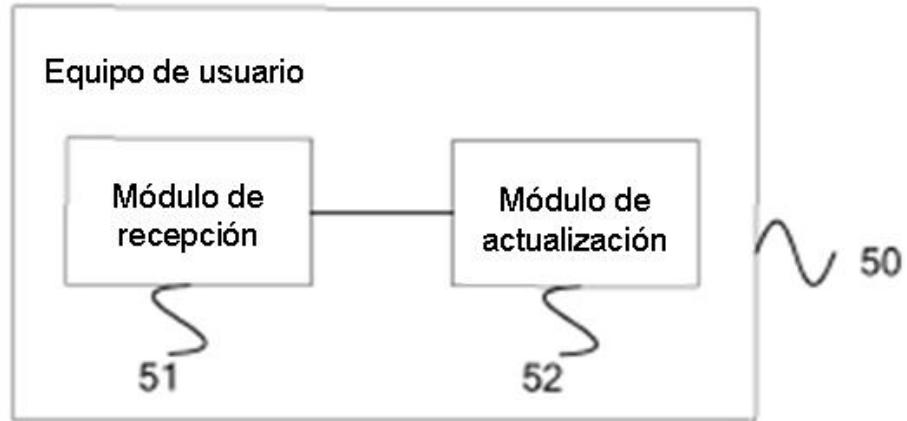 Equipo de usuario
Módulo de
recepción
Módulo de
actualización
50
51
52